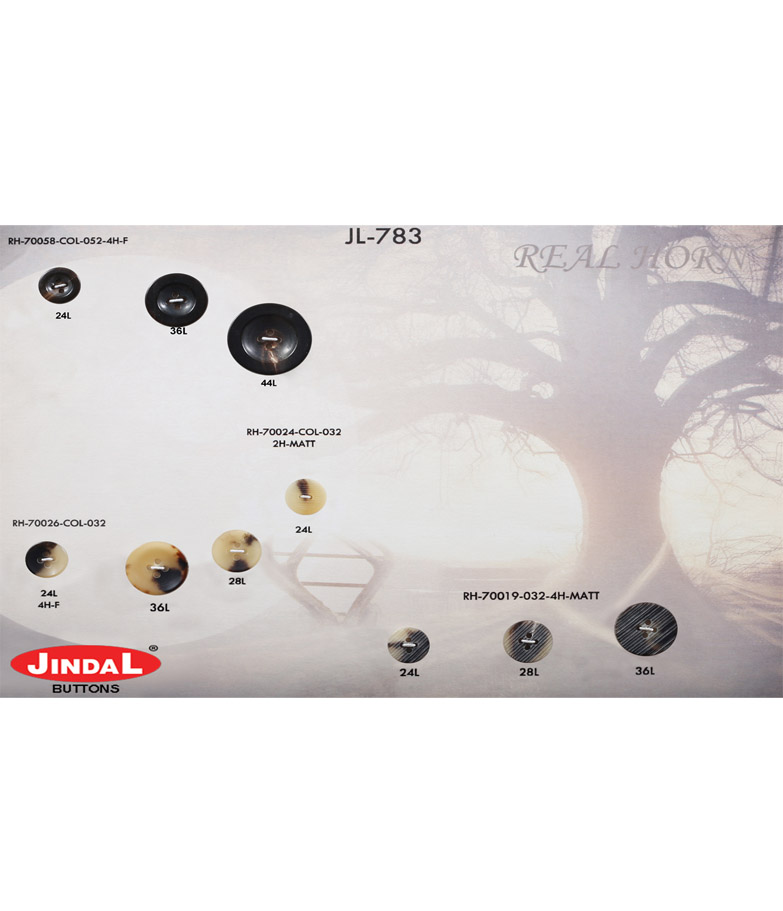 JL-783
REAL HORN
RH-70058-COL-052-4H-F
24L
36L
44L
RH-70024-COL-032
2H-MATT
24L
RH-70026-COL-032
24L
4H-F
36L
28L
RH-70019-032-4H-MATT
24L
28L
36L
JINDAL ®
BUTTONS